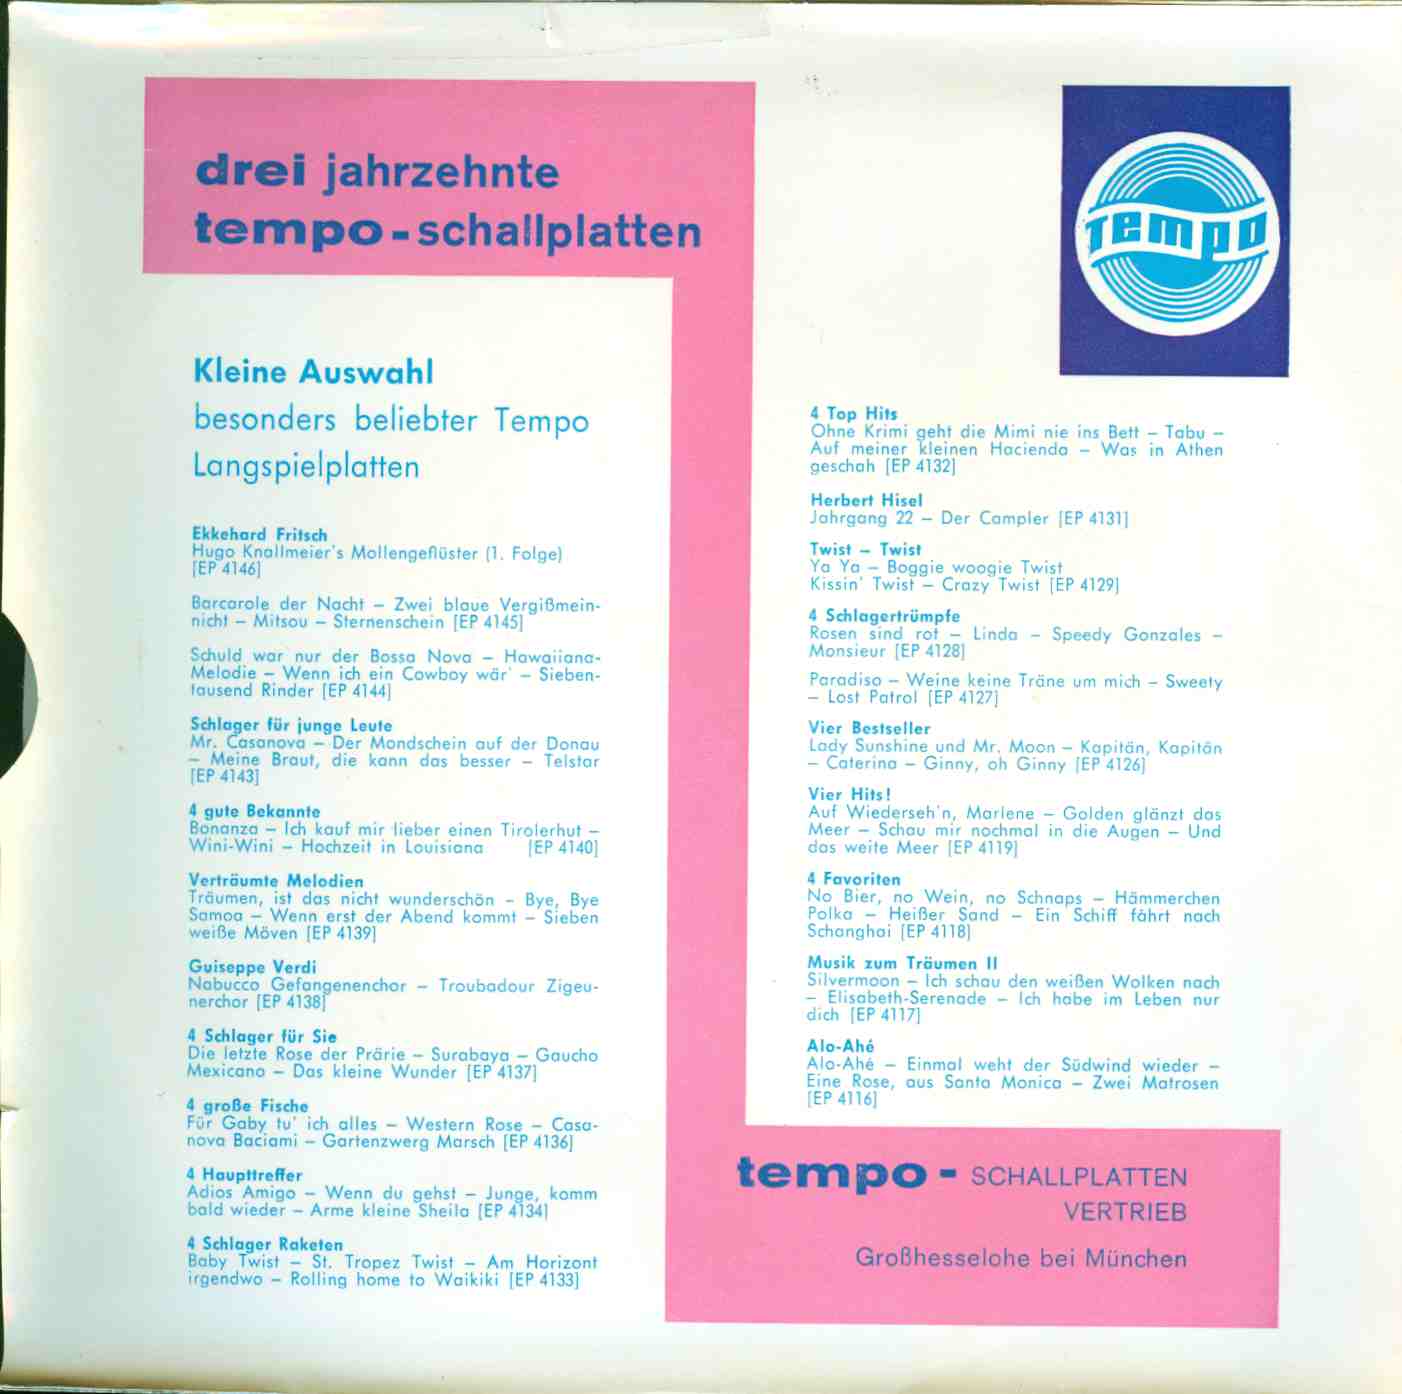 drei jahrzehnte
tempo-schallplatten
TEMPO
Kleine Auswahl
besonders beliebter Tempo
Langspielplatten
Ekkehard Fritsch
Hugo Knallmeier's Mollengeflüster (1. Folge)
[EP 4146]
Barcarole der Nacht – Zwei blaue Vergißmein-
nicht – Mitsou – Sternenschein [EP 4145]
Schuld war nur der Bossa Nova – Hawaiiana-
Melodie – Wenn ich ein Cowboy wär' – Sieben-
tausend Rinder [EP 4144]
Schlager für junge Leute
Mr. Casanova – Der Mondschein auf der Donau
– Meine Braut, die kann das besser – Telstar
[EP 4143]
4 gute Bekannte
Bonanza – Ich kauf mir lieber einen Tirolerhut –
Wini-Wini – Hochzeit in Louisiana [EP 4140]
Verträumte Melodien
Träumen, ist das nicht wunderschön – Bye, Bye
Samoa – Wenn erst der Abend kommt – Sieben
weiße Möven [EP 4139]
Guiseppe Verdi
Nabucco Gefangenenchor – Troubadour Zigeu-
nerchor [EP 4138]
4 Schlager für Sie
Die letzte Rose der Prärie – Surabaya – Gaucho
Mexicano – Das kleine Wunder [EP 4137]
4 große Fische
Für Gaby tu' ich alles – Western Rose – Casa-
nova Baciami – Gartenzwerg Marsch [EP 4136]
4 Haupttreffer
Adios Amigo – Wenn du gehst – Junge, komm
bald wieder – Arme kleine Sheila [EP 4134]
4 Schlager Raketen
Baby Twist – St. Tropez Twist – Am Horizont
irgendwo – Rolling home to Waikiki [EP 4133]
4 Top Hits
Ohne Krimi geht die Mimi nie ins Bett – Tabu –
Auf meiner kleinen Hacienda – Was in Athen
geschah [EP 4132]
Herbert Hisel
Jahrgang 22 – Der Campler [EP 4131]
Twist – Twist
Ya Ya – Boggie woogie Twist
Kissin' Twist – Crazy Twist [EP 4129]
4 Schlagertrümpfe
Rosen sind rot – Linda – Speedy Gonzales –
Monsieur [EP 4128]
Paradiso – Weine keine Träne um mich – Sweety
– Lost Patrol [EP 4127]
Vier Bestseller
Lady Sunshine und Mr. Moon – Kapitän, Kapitän
– Caterina – Ginny, oh Ginny [EP 4126]
Vier Hits!
Auf Wiederseh'n, Marlene – Golden glänzt das
Meer – Schau mir nochmal in die Augen – Und
das weite Meer [EP 4119]
4 Favoriten
No Bier, no Wein, no Schnaps – Hämmerchen
Polka – Heißer Sand – Ein Schiff fährt nach
Schanghai [EP 4118]
Musik zum Träumen II
Silvermoon – Ich schau den weißen Wolken nach
– Elisabeth-Serenade – Ich habe im Leben nur
dich [EP 4117]
Alo-Ahé
Alo-Ahé – Einmal weht der Südwind wieder –
Eine Rose, aus Santa Monica – Zwei Matrosen
[EP 4116]
tempo - SCHALLPLATTEN
VERTRIEB
Großhesselohe bei München